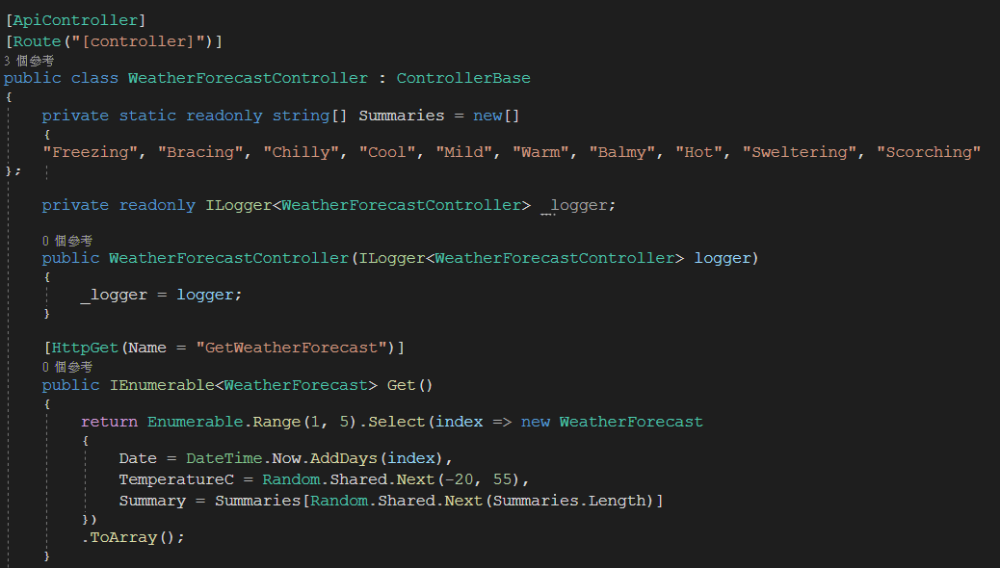 [ApiController]
[Route("[controller]")]
3 個參考
public class WeatherForecastController : ControllerBase
{
    private static readonly string[] Summaries = new[]
    {
    "Freezing", "Bracing", "Chilly", "Cool", "Mild", "Warm", "Balmy", "Hot", "Sweltering", "Scorching"
};
    private readonly ILogger<WeatherForecastController> _logger;
    0 個參考
    public WeatherForecastController(ILogger<WeatherForecastController> logger)
    {
        _logger = logger;
    }
    [HttpGet(Name = "GetWeatherForecast")]
    0 個參考
    public IEnumerable<WeatherForecast> Get()
    {
        return Enumerable.Range(1, 5).Select(index => new WeatherForecast
        {
            Date = DateTime.Now.AddDays(index),
            TemperatureC = Random.Shared.Next(-20, 55),
            Summary = Summaries[Random.Shared.Next(Summaries.Length)]
        })
        .ToArray();
    }